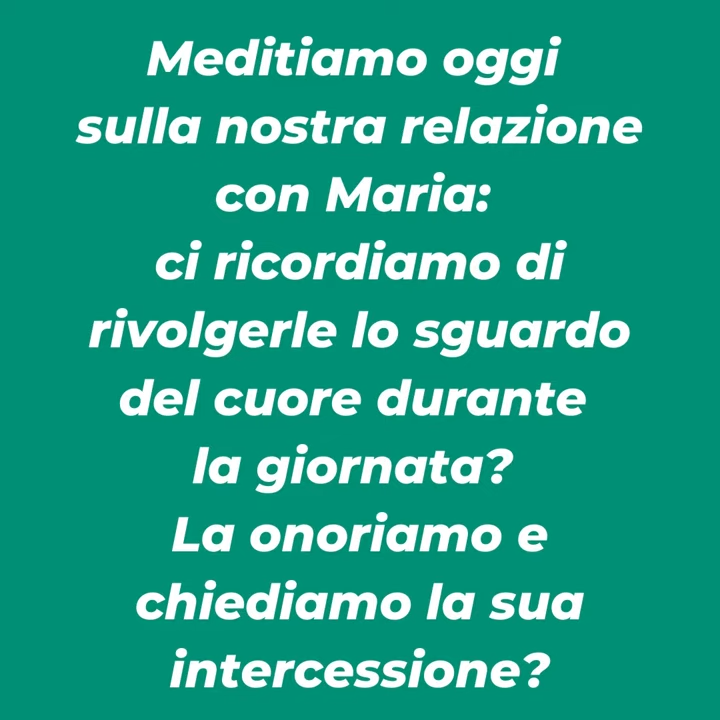 Meditiamo oggi
sulla nostra relazione
con Maria:
ci ricordiamo di
rivolgerle lo sguardo
del cuore durante
la giornata?
La onoriamo e
chiediamo la sua
intercessione?